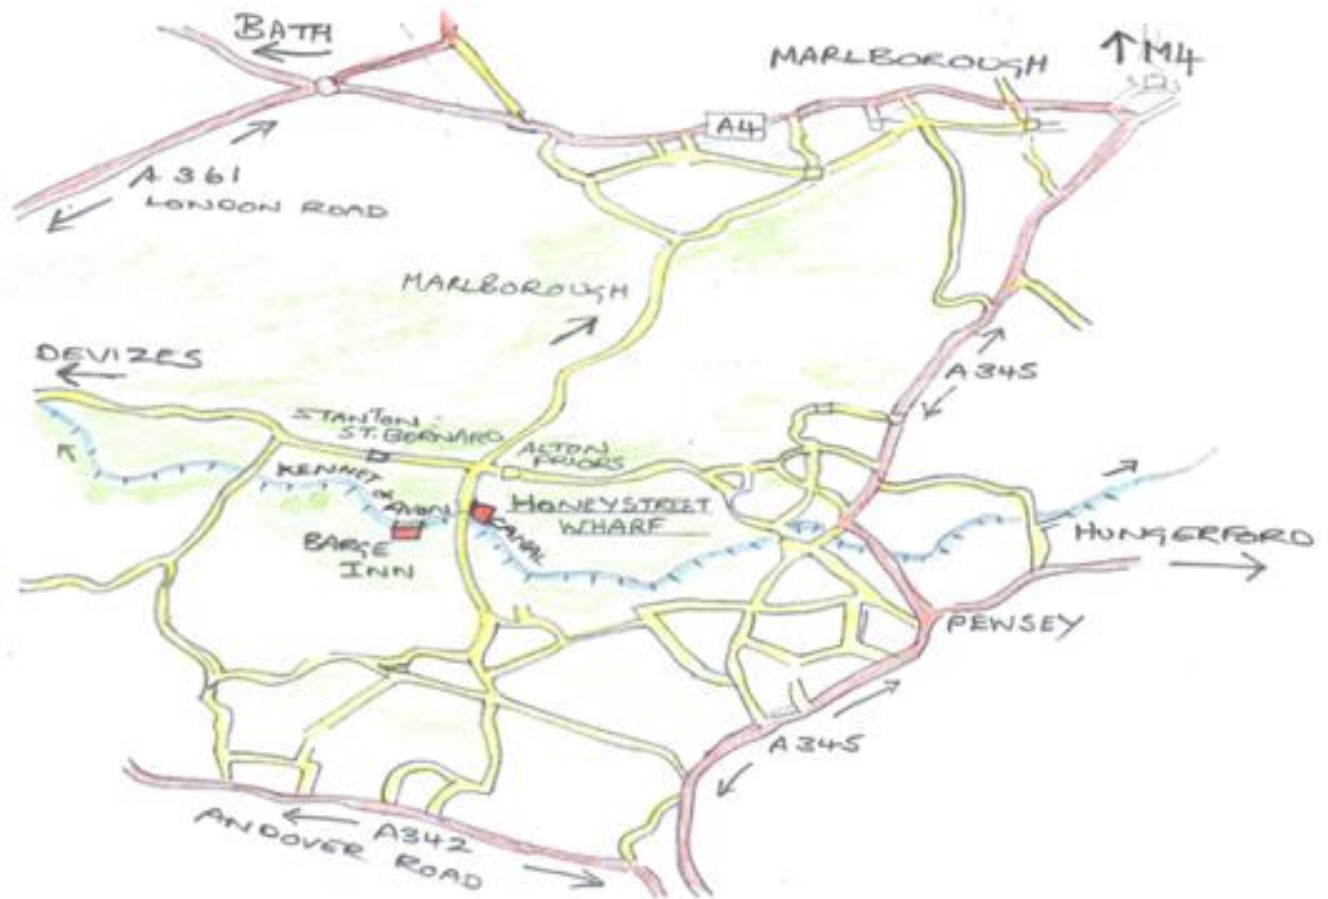 BATH
MARLBOROUGH
M4
A4
A 361
LONDON ROAD
MARLBOROUGH
DEVIZES
A345
STANTON
ST. BERNARD
ALTON
PRIORS
KENNET
&
AVON
CANAL
HONEYSTREET
WHARF
BARGE
INN
HUNGERFORD
PEWSEY
A345
A342
ANDOVER ROAD